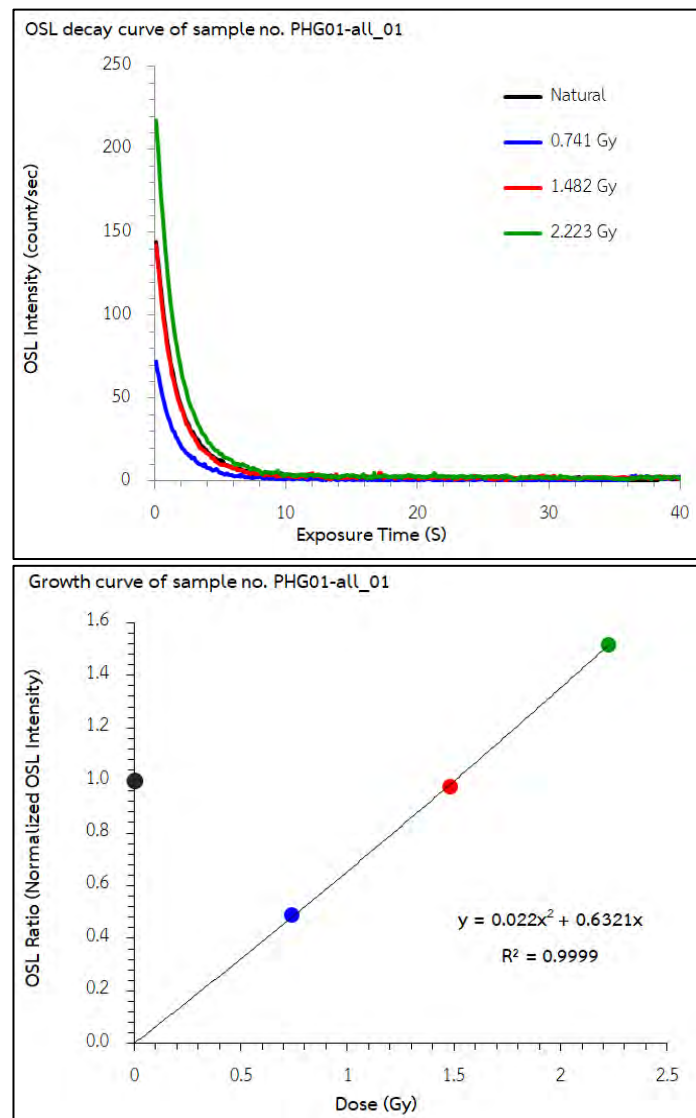 OSL decay curve of sample no. PHG01-all_01
250
200
150
100
50
0
OSL Intensity (count/sec)
Natural
0.741 Gy
1.482 Gy
2.223 Gy
0 10 20 30 40
Exposure Time (S)
Growth curve of sample no. PHG01-all_01
1.6
1.4
1.2
1.0
0.8
0.6
0.4
0.2
0.0
OSL Ratio (Normalized OSL Intensity)
y = 0.022x² + 0.6321x
R² = 0.9999
0 0.5 1 1.5 2 2.5
Dose (Gy)